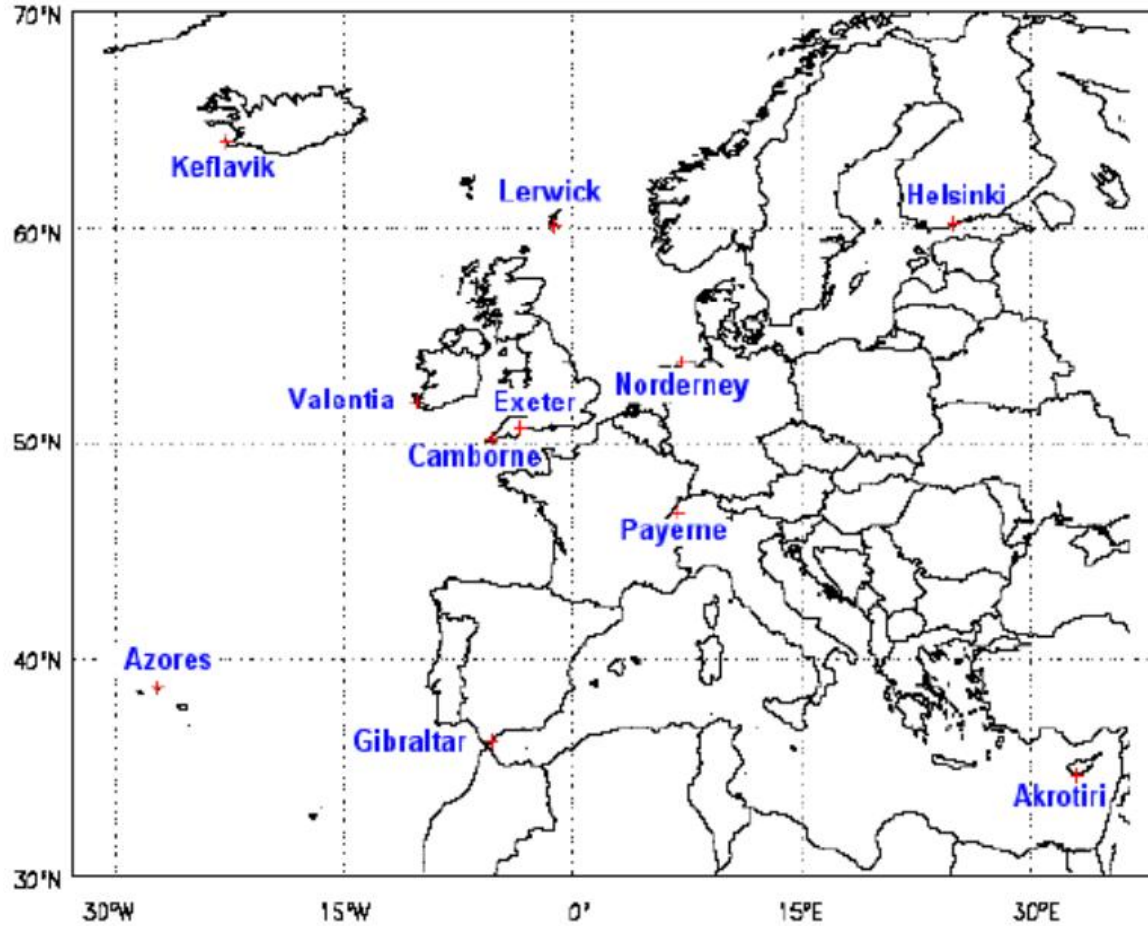 70°N
Keflavik
Lerwick
Helsinki
60°N
Norderney
Valentia
Exeter
50°N
Camborne
Payerne
Azores
40°N
Gibraltar
Akrotiri
30°N
30°W
15°W
0°
15°E
30°E